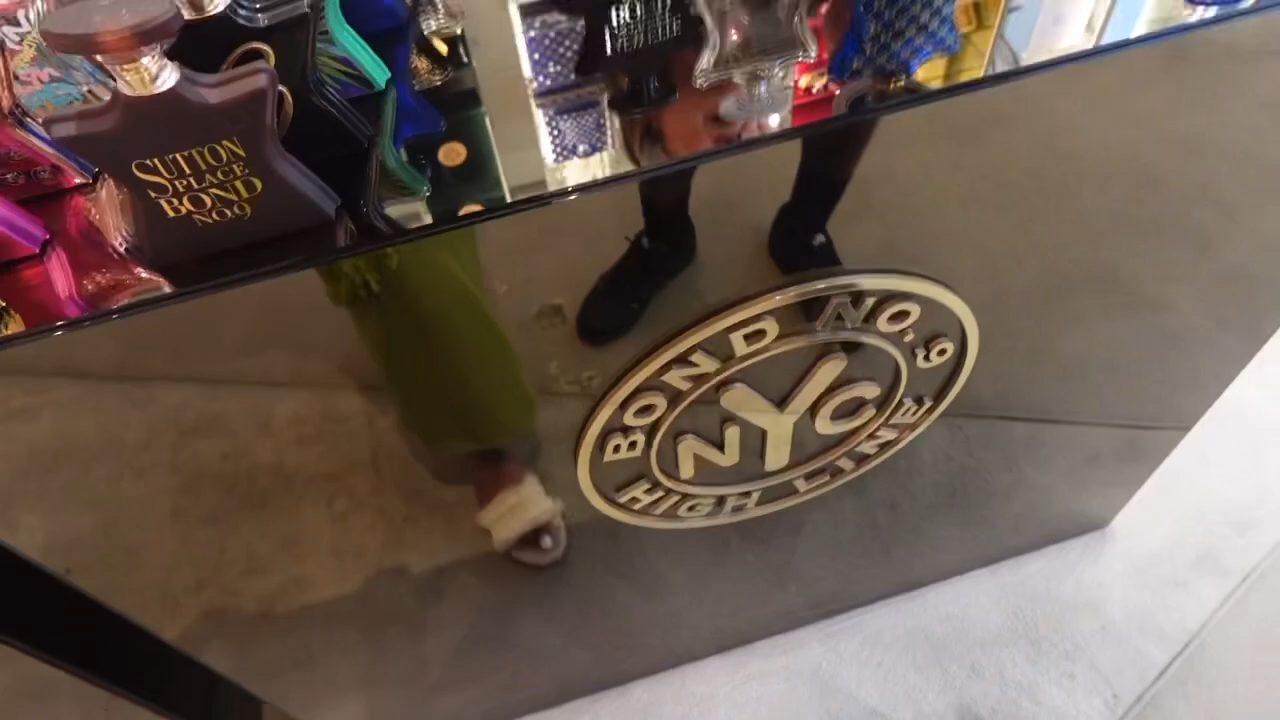 SUTTON
PLACE
BOND
NO.9
BOND NO. 9
NYC
HIGH LINE